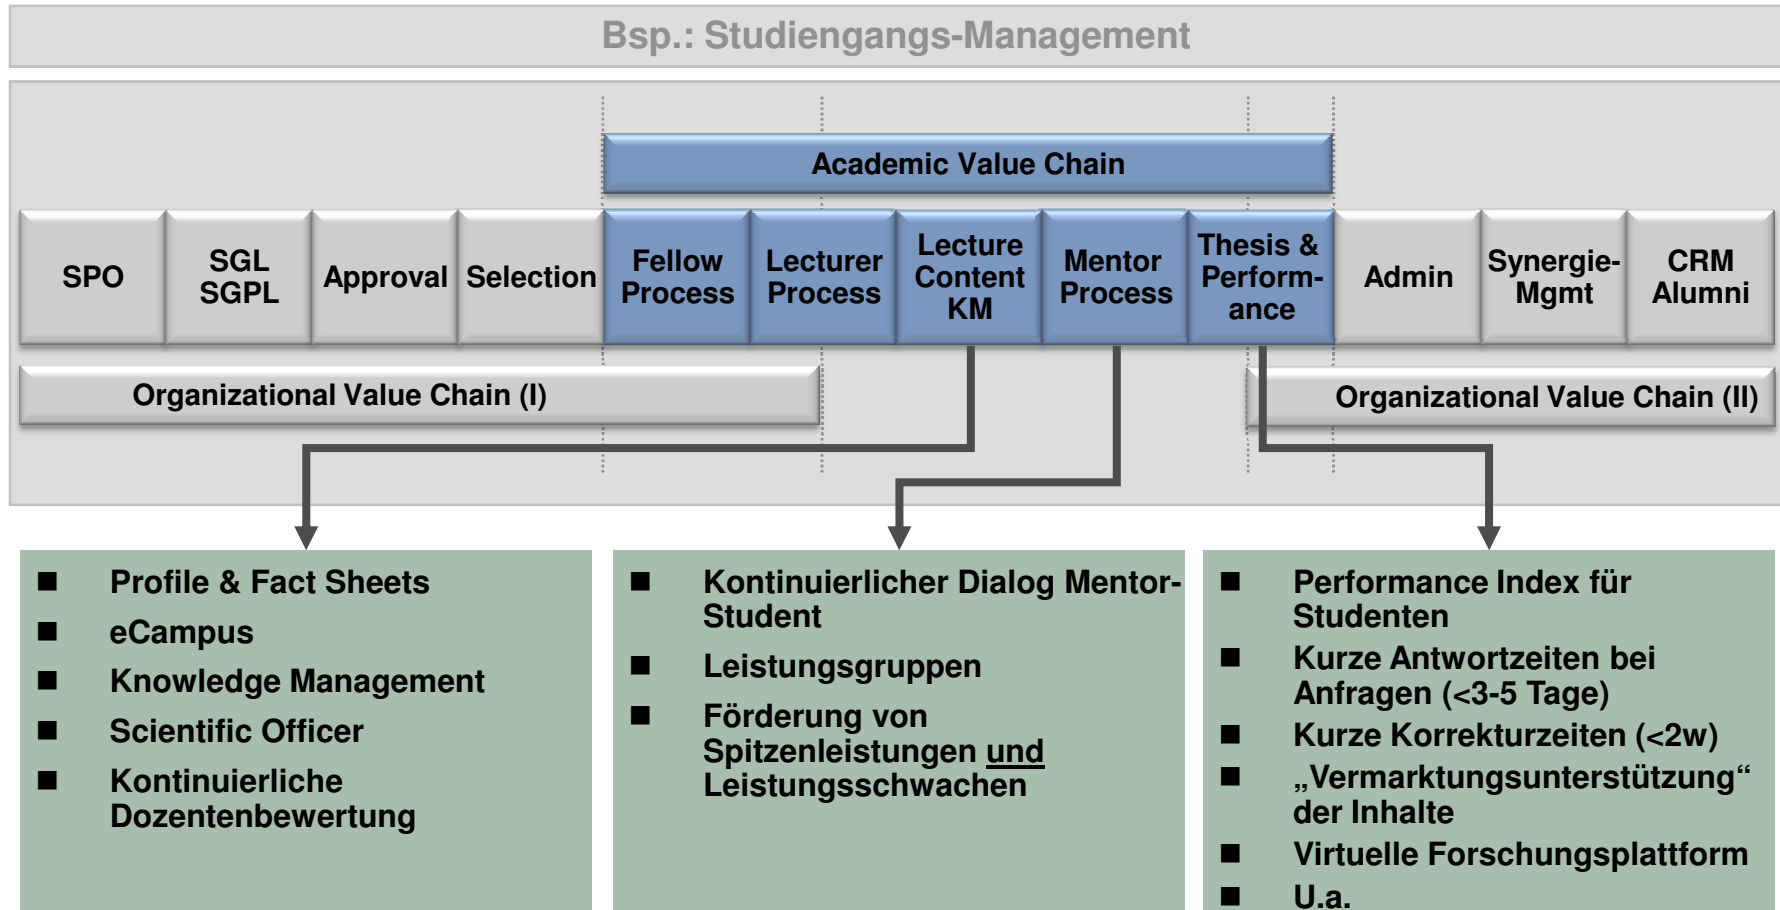 Bsp.: Studiengangs-Management
Academic Value Chain
SPO
SGL
SGPL
Approval
Selection
Fellow
Process
Lecturer
Process
Lecture
Content
KM
Mentor
Process
Thesis &
Perform-
ance
Admin
Synergie-
Mgmt
CRM
Alumni
Organizational Value Chain (I)
Organizational Value Chain (II)
Profile & Fact Sheets
eCampus
Knowledge Management
Scientific Officer
Kontinuierliche
Dozentenbewertung
Kontinuierlicher Dialog Mentor-
Student
Leistungsgruppen
Förderung von
Spitzenleistungen und
Leistungsschwachen
Performance Index für
Studenten
Kurze Antwortzeiten bei
Anfragen (<3-5 Tage)
Kurze Korrekturzeiten (<2w)
„Vermarktungsunterstützung“
der Inhalte
Virtuelle Forschungsplattform
U.a.